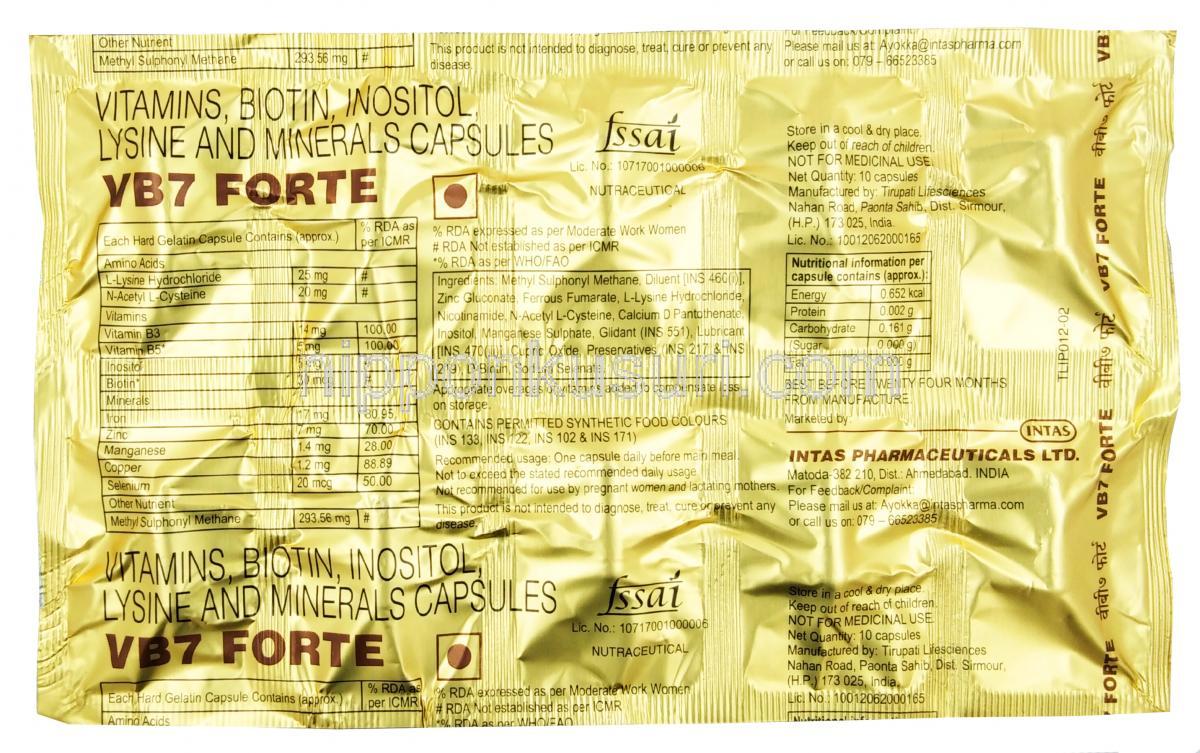 Other Nutrient
Methyl Sulphonyl Methane 293.56 mg #
This product is not intended to diagnose, treat, cure or prevent any
disease.
Please mail us at: Ayokka@intaspharma.com
or call us on: 079 – 66523385
VITAMINS, BIOTIN, INOSITOL,
LYSINE AND MINERALS CAPSULES
VB7 FORTE
Each Hard Gelatin Capsule Contains (approx.) % RDA as
per ICMR
Amino Acids
L-Lysine Hydrochloride 25 mg #
N-Acetyl L-Cysteine 20 mg #
Vitamins
Vitamin B3 14 mg 100.00
Vitamin B5* 5 mg 100.00
Inositol
Biotin*
Minerals
Iron 17 mg 80.95
Zinc 7 mg 70.00
Manganese 1.4 mg 28.00
Copper 1.2 mg 88.89
Selenium 20 mcg 50.00
Other Nutrient
Methyl Sulphonyl Methane 293.56 mg #
fssai
Lic. No.: 10717001000006
NUTRACEUTICAL
% RDA expressed as per Moderate Work Women
# RDA Not established as per ICMR
*% RDA as per WHO/FAO
Ingredients: Methyl Sulphonyl Methane, Diluent [INS 460(i)],
Zinc Gluconate, Ferrous Fumarate, L-Lysine Hydrochloride,
Nicotinamide, N-Acetyl L-Cysteine, Calcium D Pantothenate,
Inositol, Manganese Sulphate, Glidant (INS 551), Lubricant
[INS 470(iii)], Cupric Oxide, Preservatives (INS 217 & INS
219), D-Biotin, Sodium Selenate.
Appropriate overages of vitamins added to compensate loss
on storage.
CONTAINS PERMITTED SYNTHETIC FOOD COLOURS
(INS 133, INS 122, INS 102 & INS 171)
Recommended usage: One capsule daily before main meal.
Not to exceed the stated recommended daily usage.
Not recommended for use by pregnant women and lactating mothers.
This product is not intended to diagnose, treat, cure or prevent any
disease.
Store in a cool & dry place.
Keep out of reach of children.
NOT FOR MEDICINAL USE.
Net Quantity: 10 capsules
Manufactured by: Tirupati Lifesciences
Nahan Road, Paonta Sahib, Dist. Sirmour,
(H.P.) 173 025, India.
Lic. No.: 10012062000165
Nutritional information per
capsule contains (approx.):
Energy 0.652 kcal
Protein 0.002 g
Carbohydrate 0.161 g
(Sugar 0.000 g)
BEST BEFORE TWENTY FOUR MONTHS
FROM MANUFACTURE.
Marketed by:
INTAS
INTAS PHARMACEUTICALS LTD.
Matoda-382 210, Dist.: Ahmedabad. INDIA
For Feedback/Complaint:
Please mail us at: Ayokka@intaspharma.com
or call us on: 079 – 66523385
TLIP012-02
VB7 FORTE वीबी७ फोर्ट VB7 FORTE वीबी७ फोर्ट VB7 FORTE वीबी७ फोर्ट VB
nipponkusuri.com
VITAMINS, BIOTIN, INOSITOL,
LYSINE AND MINERALS CAPSULES
VB7 FORTE
Each Hard Gelatin Capsule Contains (approx.) % RDA as
per ICMR
Amino Acids
fssai
Lic. No.: 10717001000006
NUTRACEUTICAL
% RDA expressed as per Moderate Work Women
# RDA Not established as per ICMR
*% RDA as per WHO/FAO
Store in a cool & dry place.
Keep out of reach of children.
NOT FOR MEDICINAL USE.
Net Quantity: 10 capsules
Manufactured by: Tirupati Lifesciences
Nahan Road, Paonta Sahib, Dist. Sirmour,
(H.P.) 173 025, India.
Lic. No.: 10012062000165